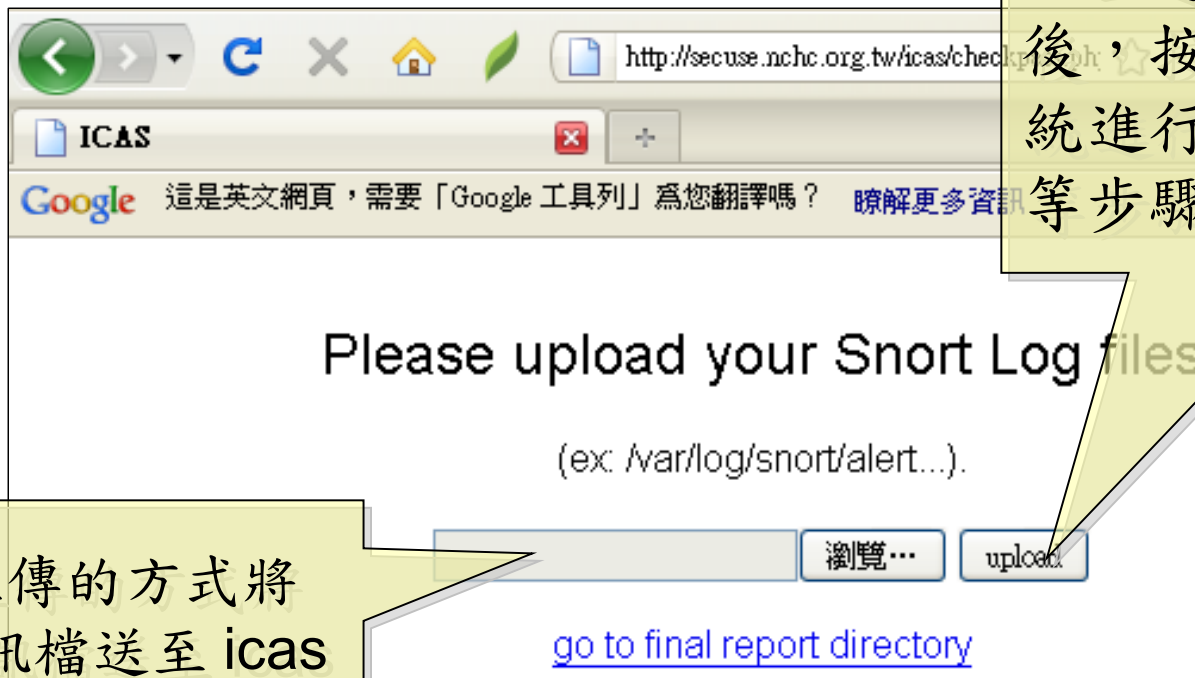 http://secuse.nchc.org.tw/icas/checkp
後，按
統進行
等步驟
ICAS
Google 這是英文網頁，需要「Google 工具列」為您翻譯嗎？ 瞭解更多資訊
Please upload your Snort Log files
(ex: /var/log/snort/alert...).
瀏覽… upload
傳的方式將
檔送至 icas
go to final report directory